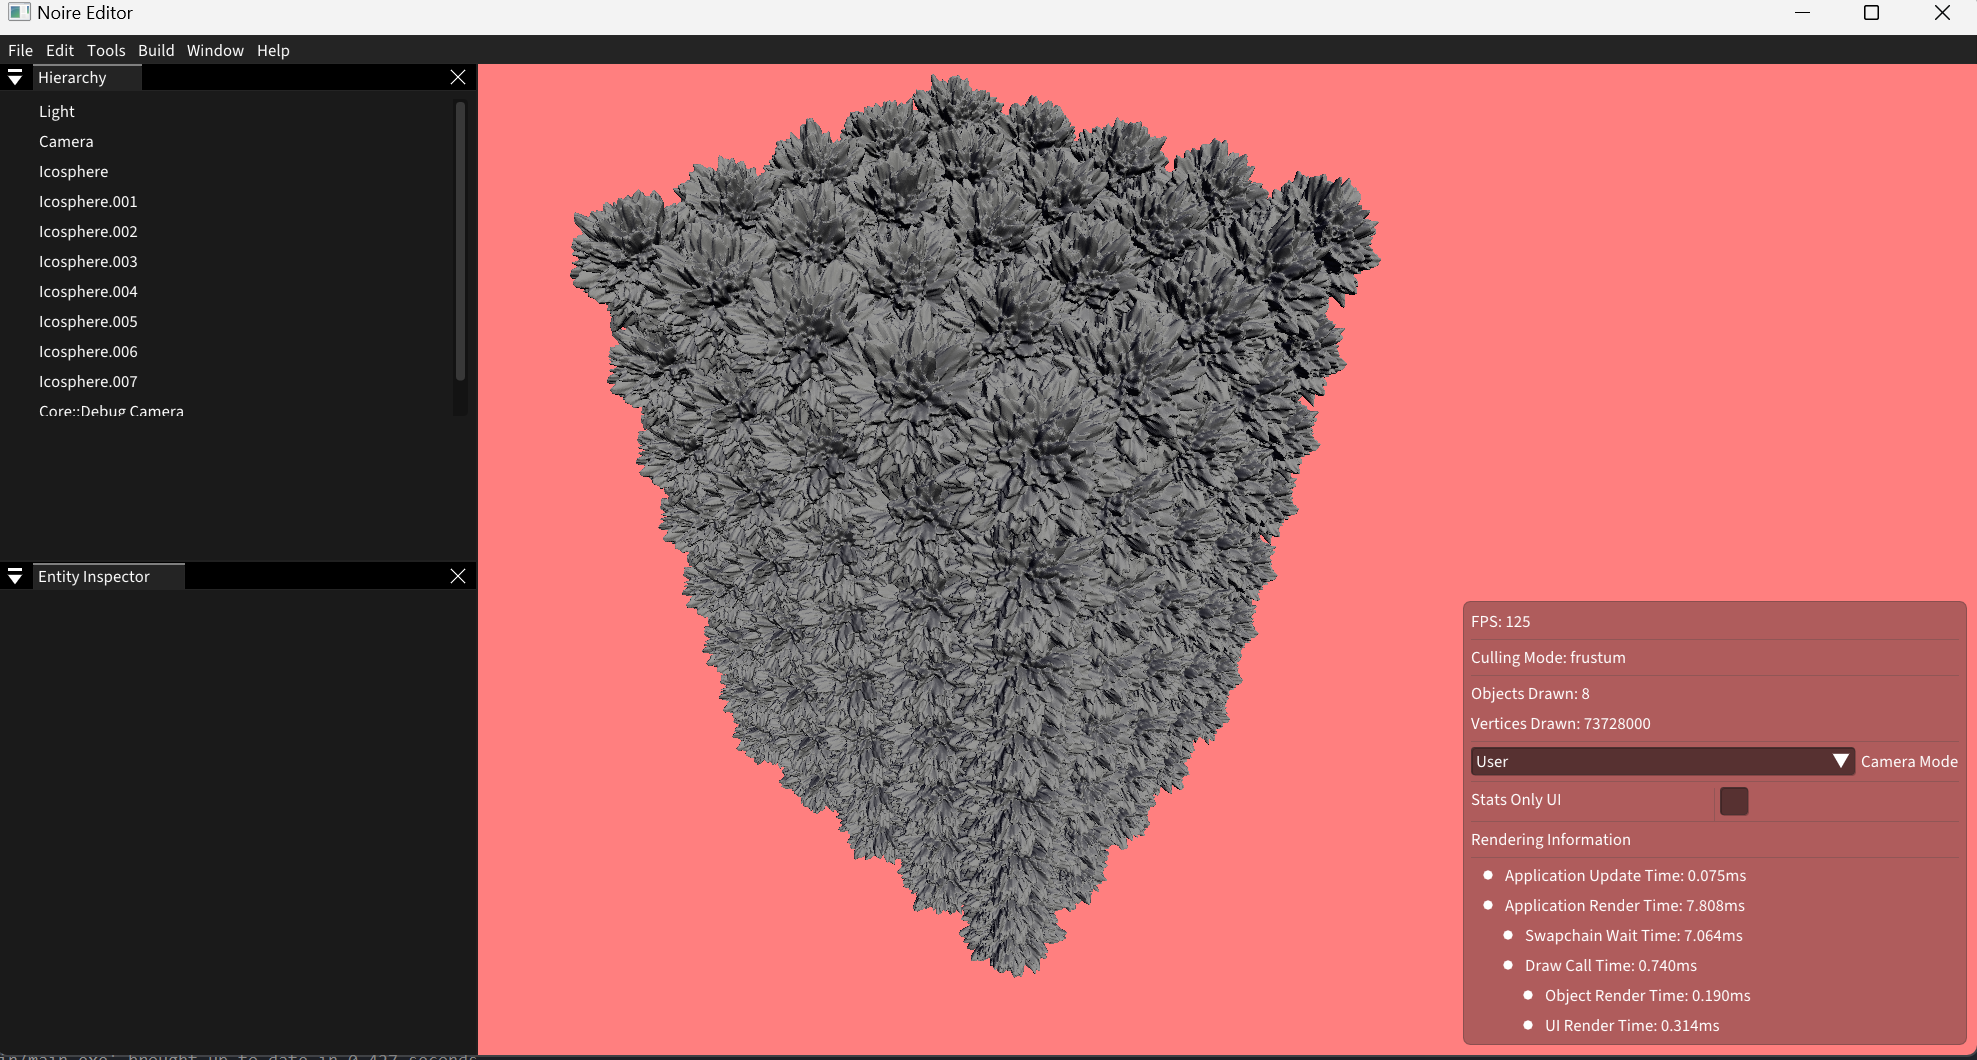 Noire Editor
File Edit Tools Build Window Help
Hierarchy
Light
Camera
Icosphere
Icosphere.001
Icosphere.002
Icosphere.003
Icosphere.004
Icosphere.005
Icosphere.006
Icosphere.007
Core::Debug Camera
Entity Inspector
FPS: 125
Culling Mode: frustum
Objects Drawn: 8
Vertices Drawn: 73728000
User Camera Mode
Stats Only UI
Rendering Information
Application Update Time: 0.075ms
Application Render Time: 7.808ms
Swapchain Wait Time: 7.064ms
Draw Call Time: 0.740ms
Object Render Time: 0.190ms
UI Render Time: 0.314ms
in/main.exe` brought up to date in 0.427 seconds